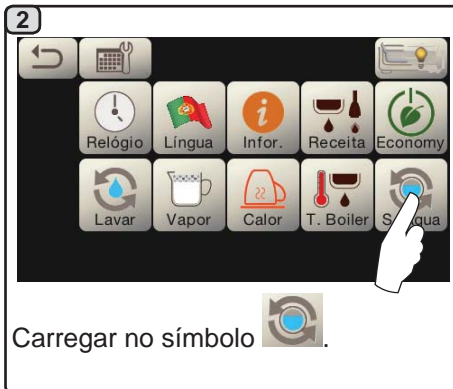 2
Relógio Língua Infor. Receita Economy
Lavar Vapor Calor T. Boiler
Carregar no símbolo .